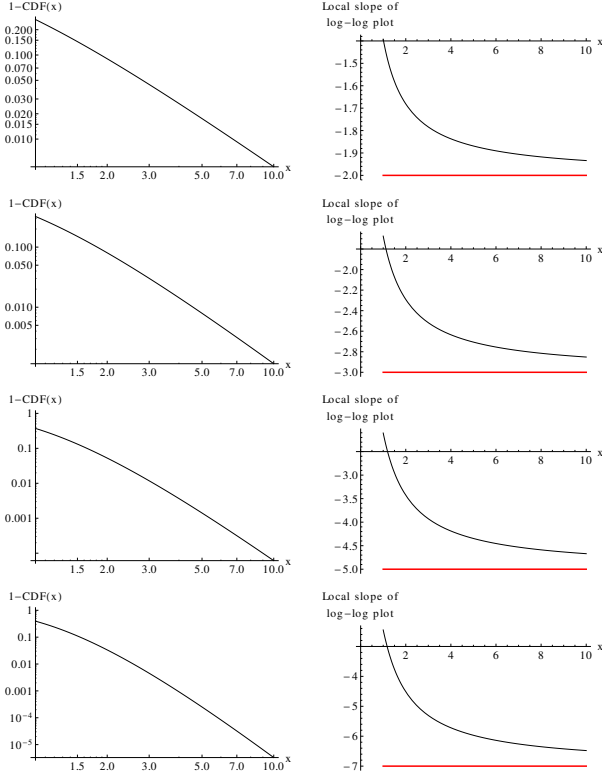 1−CDF(x)
0.200
0.150
0.100
0.070
0.050
0.030
0.020
0.015
0.010
1.5 2.0 3.0 5.0 7.0 10.0 x
Local slope of
log−log plot
2 4 6 8 10 x
−1.5
−1.6
−1.7
−1.8
−1.9
−2.0
1−CDF(x)
0.100
0.050
0.010
0.005
1.5 2.0 3.0 5.0 7.0 10.0 x
Local slope of
log−log plot
2 4 6 8 10 x
−2.0
−2.2
−2.4
−2.6
−2.8
−3.0
1−CDF(x)
1
0.1
0.01
0.001
1.5 2.0 3.0 5.0 7.0 10.0 x
Local slope of
log−log plot
2 4 6 8 10 x
−3.0
−3.5
−4.0
−4.5
−5.0
1−CDF(x)
1
0.1
0.01
0.001
10⁻⁴
10⁻⁵
1.5 2.0 3.0 5.0 7.0 10.0 x
Local slope of
log−log plot
2 4 6 8 10 x
−4
−5
−6
−7